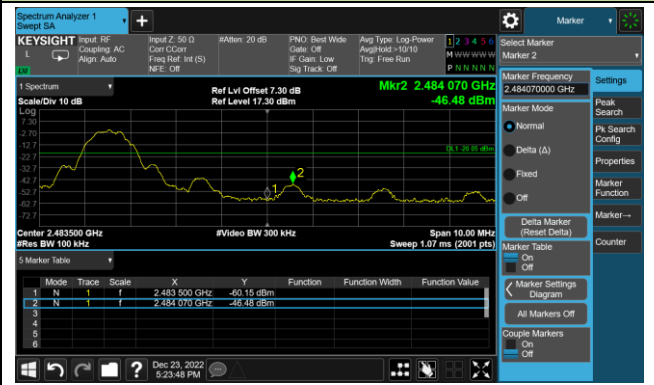 Spectrum Analyzer 1
Swept SA
Marker
KEYSIGHT
Input: RF
Coupling: AC
Align: Auto
Input Z: 50 Ω
Corr CCorr
Freq Ref: Int (S)
NFE: Off
#Atten: 20 dB
PNO: Best Wide
Gate: Off
IF Gain: Low
Sig Track: Off
Avg Type: Log-Power
Avg|Hold:>10/10
Trig: Free Run
1 2 3 4 5 6
M W W W W W
P N N N N N
Select Marker
Marker 2
1 Spectrum
Scale/Div 10 dB
Log
Ref Lvl Offset 7.30 dB
Ref Level 17.30 dBm
Mkr2 2.484 070 GHz
-46.48 dBm
7.30
-2.70
-12.7
-22.7
-32.7
-42.7
-52.7
-62.7
-72.7
1
2
Center 2.483500 GHz
#Res BW 100 kHz
#Video BW 300 kHz
Span 10.00 MHz
Sweep 1.07 ms (2001 pts)
5 Marker Table
Mode Trace Scale X Y Function Function Width Function Value
1 N 1 f 2.483 500 GHz -60.15 dBm
2 N 1 f 2.484 070 GHz -46.48 dBm
3
4
5
6
Marker Frequency
2.484070000 GHz
Marker Mode
Normal
Delta (Δ)
Fixed
Off
Delta Marker
(Reset Delta)
Marker Table
On
Off
Marker Settings
Diagram
All Markers Off
Couple Markers
On
Off
Settings
Peak
Search
Pk Search
Config
Properties
Marker
Function
Marker→
Counter
Dec 23, 2022
5:23:48 PM